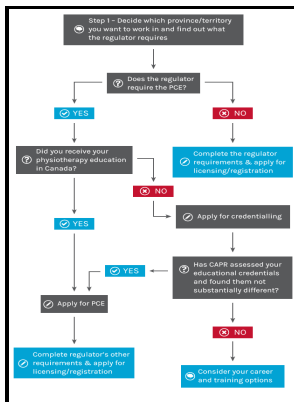 Step 1 – Decide which province/territory
you want to work in and find out what
the regulator requires
Does the regulator
require the PCE?
YES
NO
Did you receive your
physiotherapy education
in Canada?
Complete the regulator
requirements & apply for
licensing/registration
NO
YES
Apply for credentialling
Has CAPR assessed your
educational credentials
and found them not
substantially different?
YES
Apply for PCE
NO
Complete regulator's other
requirements & apply for
licensing/registration
Consider your career
and training options